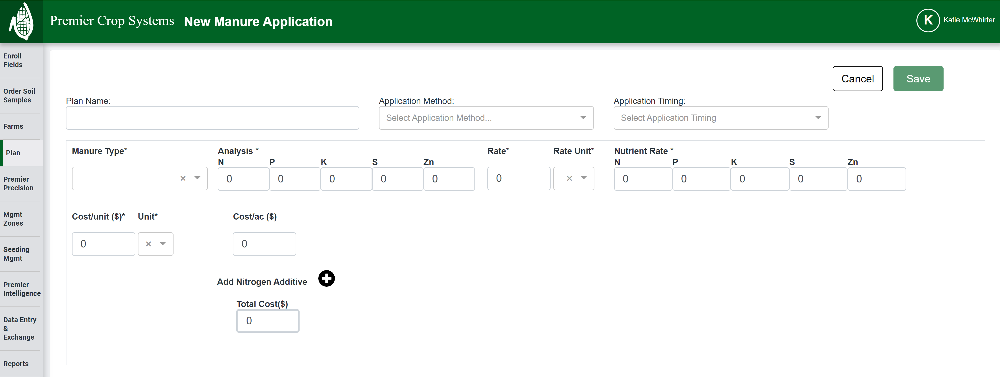 Premier Crop Systems New Manure Application
K Katie McWhirter
Enroll
Fields
Order Soil
Samples
Farms
Plan
Premier
Precision
Mgmt
Zones
Seeding
Mgmt
Premier
Intelligence
Data Entry
&
Exchange
Reports
Cancel Save
Plan Name: Application Method: Application Timing:
Select Application Method... Select Application Timing
Manure Type* Analysis * Rate* Rate Unit* Nutrient Rate *
N P K S Zn N P K S Zn
× 0 0 0 0 0 0 × 0 0 0 0 0
Cost/unit ($)* Unit* Cost/ac ($)
0 × 0
Add Nitrogen Additive
Total Cost($)
0